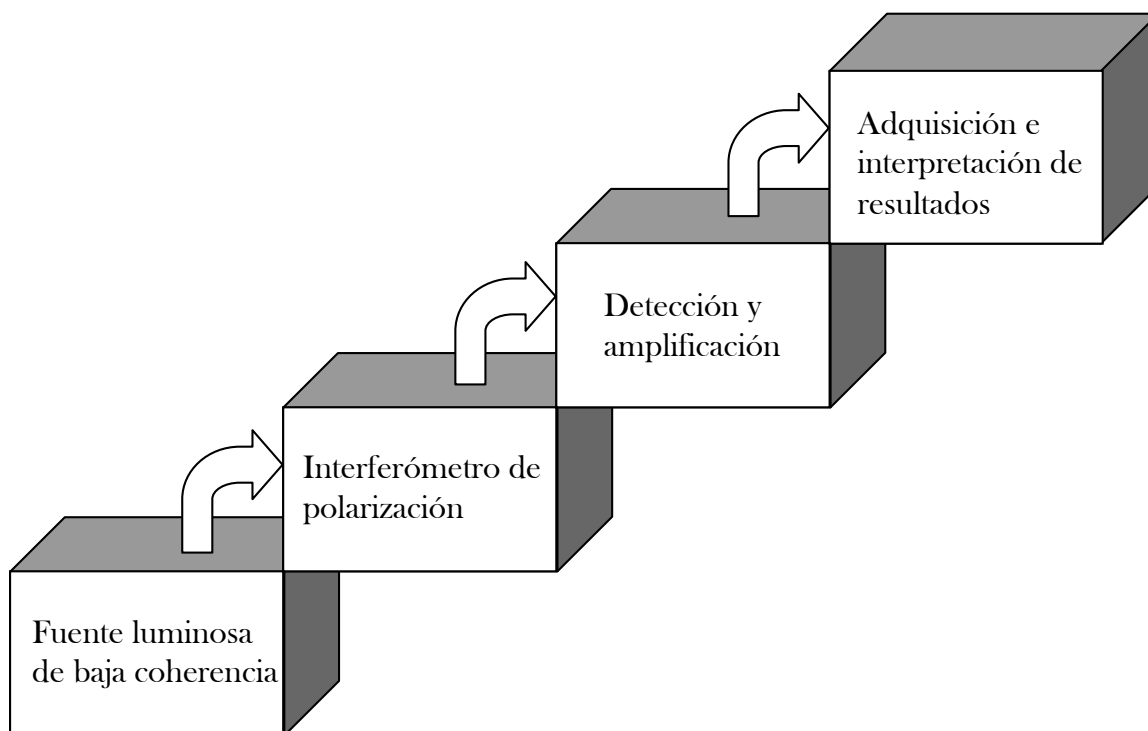 Adquisición e
interpretación de
resultados
Detección y
amplificación
Interferómetro de
polarización
Fuente luminosa
de baja coherencia